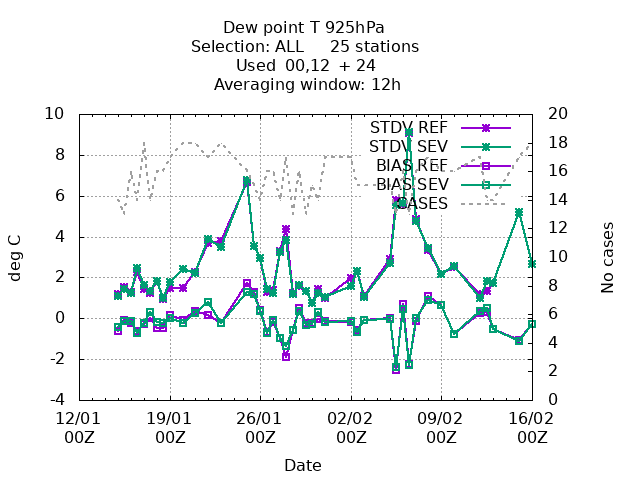 Dew point T 925hPa
Selection: ALL     25 stations
Used  00,12  + 24
Averaging window: 12h
10
8
6
4
2
0
-2
-4
20
18
16
14
12
10
8
6
4
2
0
STDV REF
STDV SEV
BIAS REF
BIAS SEV
CASES
deg C
No cases
12/01 19/01 26/01 02/02 09/02 16/02
00Z 00Z 00Z 00Z 00Z 00Z
Date